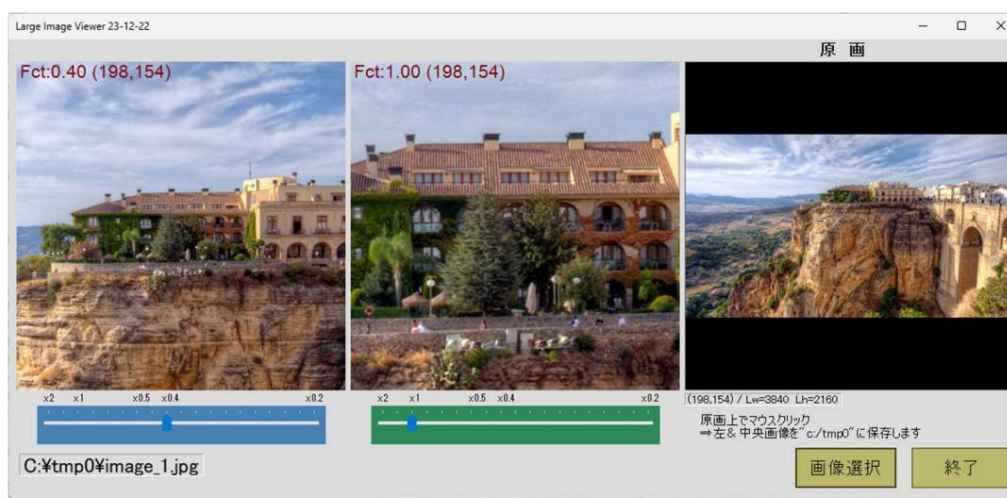 Large Image Viewer 23-12-22
原 画
Fct:0.40 (198,154)
Fct:1.00 (198,154)
x2 x1 x0.5 x0.4 x0.2
x2 x1 x0.5 x0.4 x0.2
(198,154) / Lw=3840 Lh=2160
原画上でマウスクリック
⇒左& 中央画像を"c:/tmp0"に保存します
C:¥tmp0¥image_1.jpg
画像選択
終了